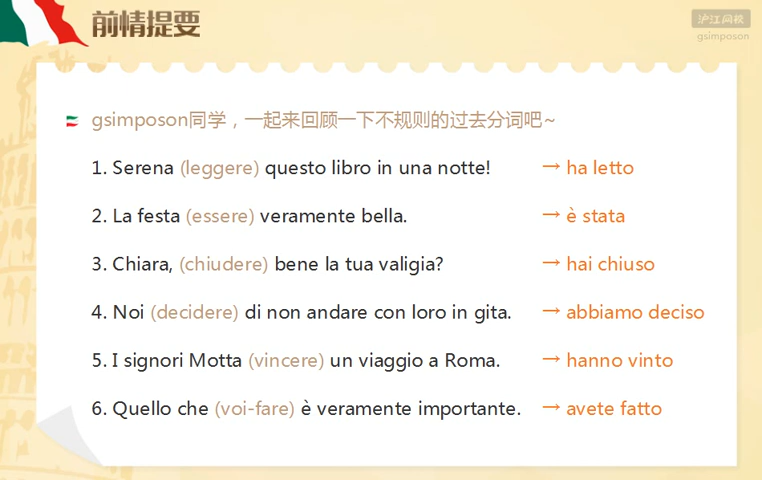 前情提要
沪江网校
gsimposon
gsimposon同学，一起来回顾一下不规则的过去分词吧~
1. Serena (leggere) questo libro in una notte! → ha letto
2. La festa (essere) veramente bella. → è stata
3. Chiara, (chiudere) bene la tua valigia? → hai chiuso
4. Noi (decidere) di non andare con loro in gita. → abbiamo deciso
5. I signori Motta (vincere) un viaggio a Roma. → hanno vinto
6. Quello che (voi-fare) è veramente importante. → avete fatto